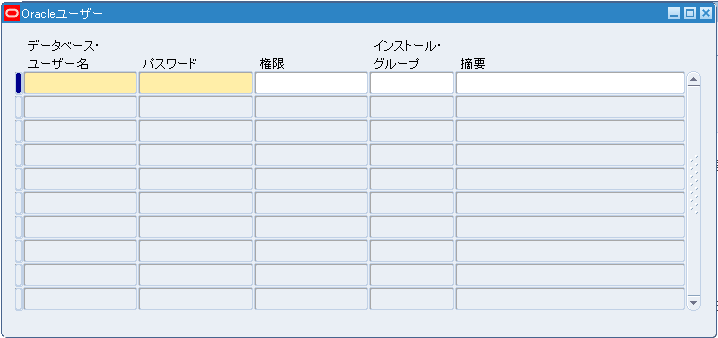 Oracleユーザー
データベース・
ユーザー名
パスワード
権限
インストール・
グループ
摘要